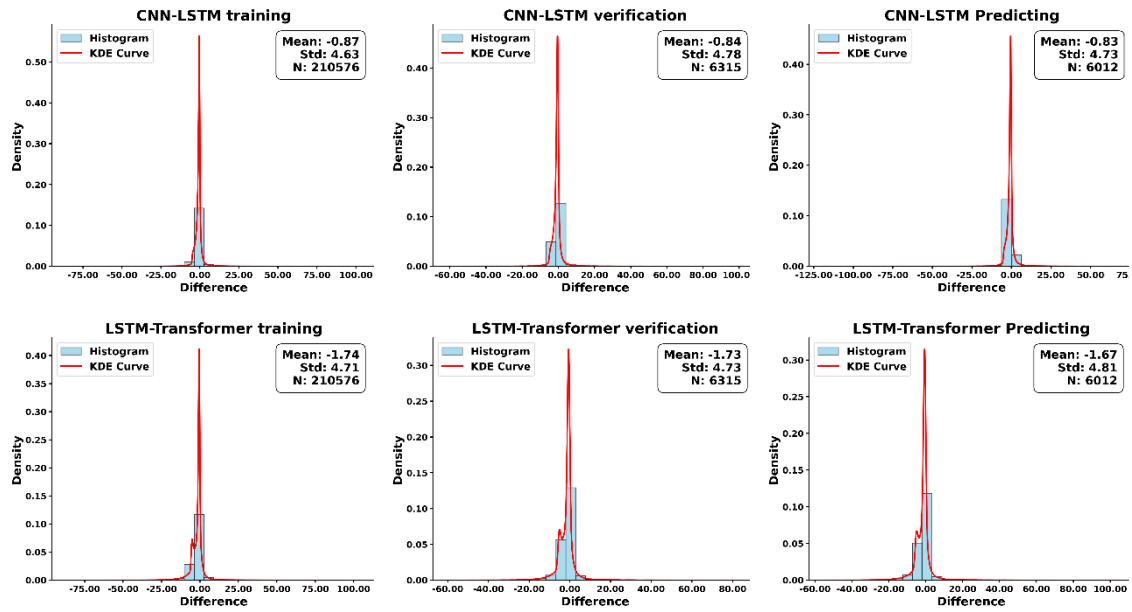 CNN-LSTM training
Histogram
KDE Curve
Mean: -0.87
Std: 4.63
N: 210576
Density
0.50
0.40
0.30
0.20
0.10
0.00
-75.00 -50.00 -25.00 0.00 25.00 50.00 75.00 100.00
Difference
CNN-LSTM verification
Histogram
KDE Curve
Mean: -0.84
Std: 4.78
N: 6315
Density
0.40
0.30
0.20
0.10
0.00
-60.00 -40.00 -20.00 0.00 20.00 40.00 60.00 80.00 100.0
Difference
CNN-LSTM Predicting
Histogram
KDE Curve
Mean: -0.83
Std: 4.73
N: 6012
Density
0.40
0.30
0.20
0.10
0.00
-125.00 -100.00 -75.00 -50.00 -25.00 0.00 25.00 50.00 75
Difference
LSTM-Transformer training
Histogram
KDE Curve
Mean: -1.74
Std: 4.71
N: 210576
Density
0.40
0.35
0.30
0.25
0.20
0.15
0.10
0.05
0.00
-75.00 -50.00 -25.00 0.00 25.00 50.00 75.00 100.00
Difference
LSTM-Transformer verification
Histogram
KDE Curve
Mean: -1.73
Std: 4.73
N: 6315
Density
0.30
0.25
0.20
0.15
0.10
0.05
0.00
-60.00 -40.00 -20.00 0.00 20.00 40.00 60.00 80.00
Difference
LSTM-Transformer Predicting
Histogram
KDE Curve
Mean: -1.67
Std: 4.81
N: 6012
Density
0.30
0.25
0.20
0.15
0.10
0.05
0.00
-60.00 -40.00 -20.00 0.00 20.00 40.00 60.00 80.00 100.00
Difference